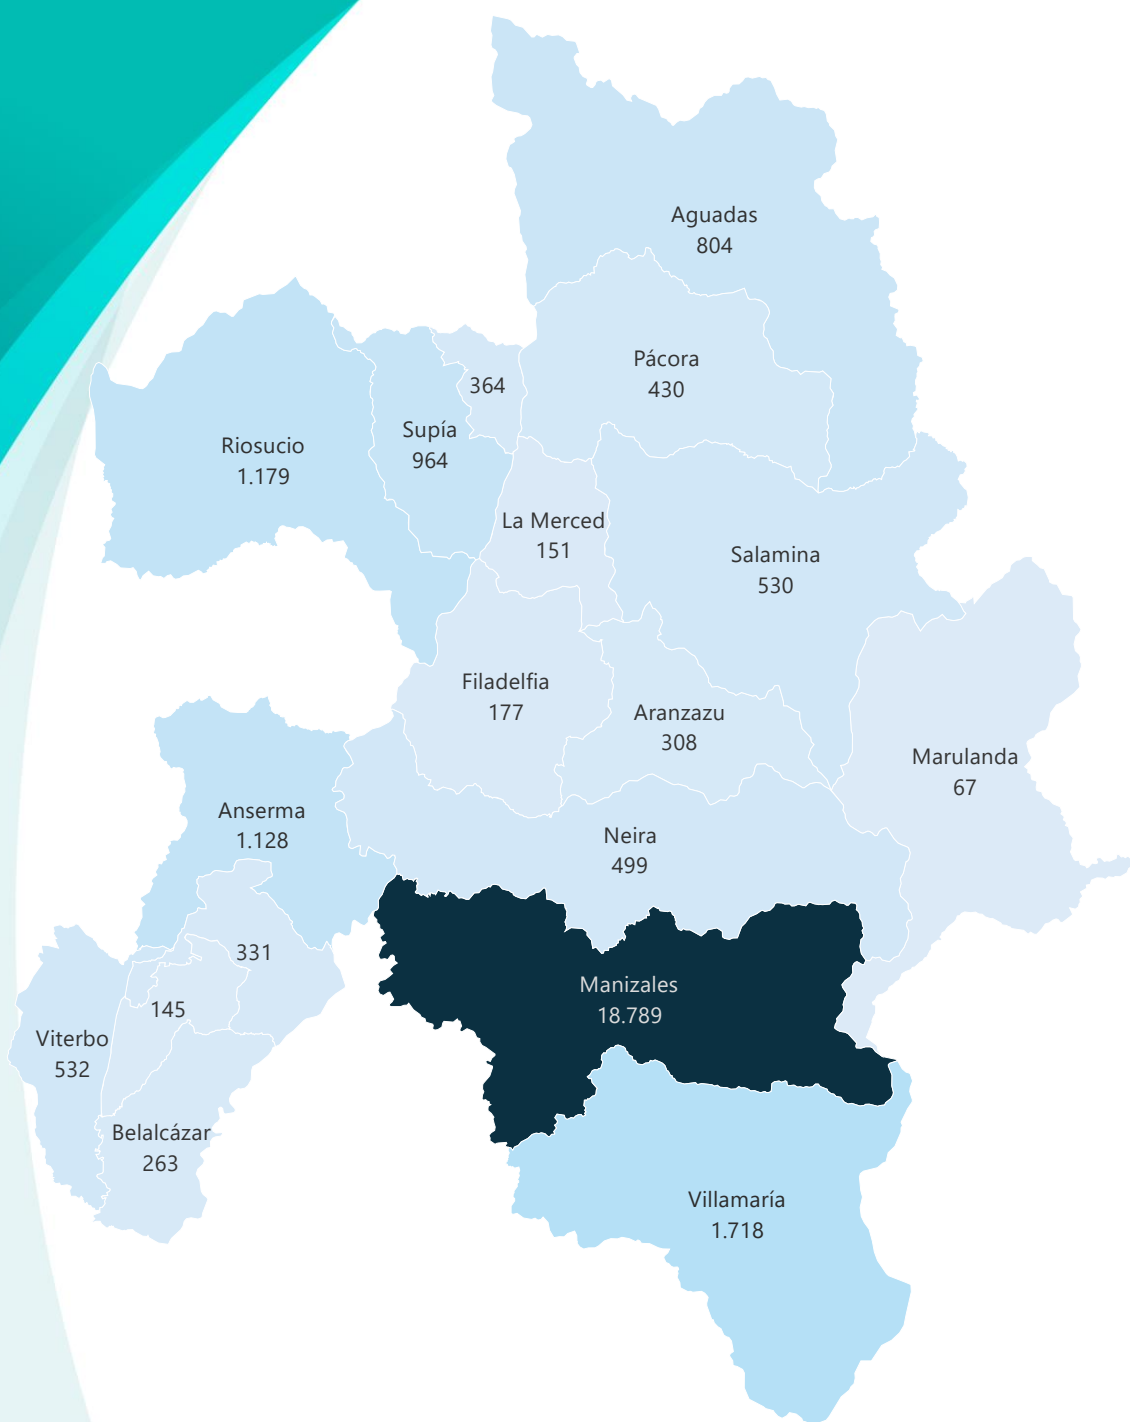 Aguadas
804
Pácora
430
364
Supía
964
Riosucio
1.179
La Merced
151
Salamina
530
Filadelfia
177
Aranzazu
308
Marulanda
67
Anserma
1.128
Neira
499
331
Manizales
18.789
145
Viterbo
532
Belalcázar
263
Villamaría
1.718